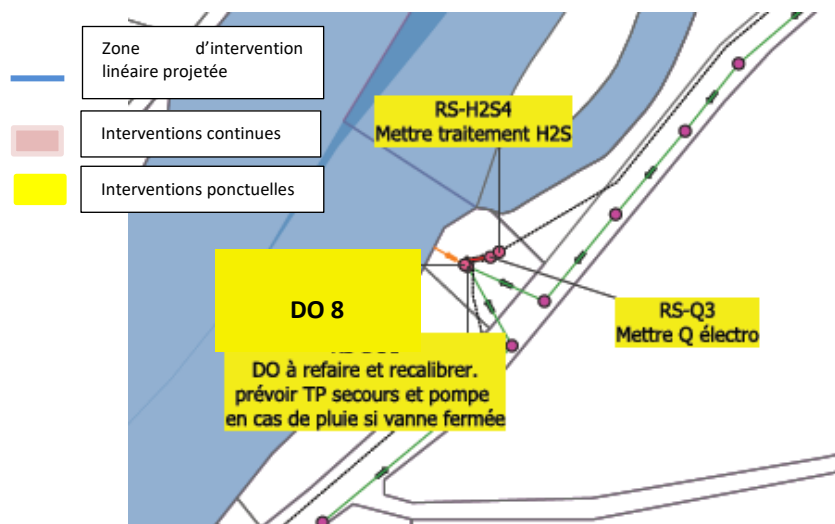 Zone d'intervention
linéaire projetée
Interventions continues
Interventions ponctuelles
RS-H2S4
Mettre traitement H2S
DO 8
RS-Q3
Mettre Q électro
DO à refaire et recalibrer.
prévoir TP secours et pompe
en cas de pluie si vanne fermée